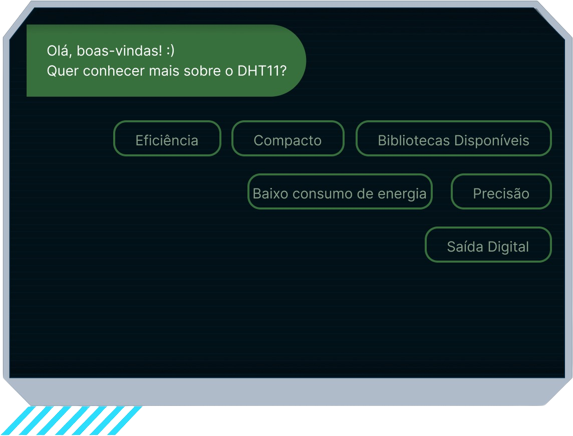 Olá, boas-vindas! :)
Quer conhecer mais sobre o DHT11?
Eficiência
Compacto
Bibliotecas Disponíveis
Baixo consumo de energia
Precisão
Saída Digital